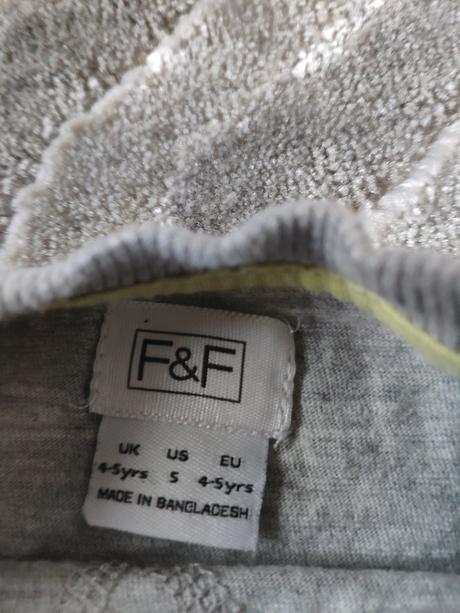 F&F
UK US EU
4-5yrs 5 4-5yrs
MADE IN BANGLADESH